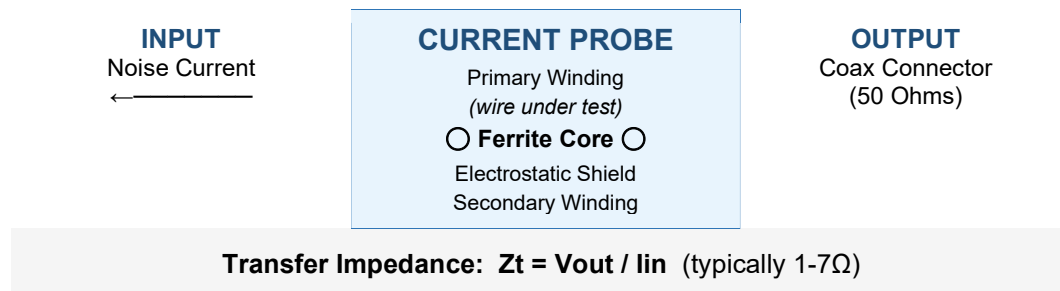 INPUT
Noise Current
←————
CURRENT PROBE
Primary Winding
(wire under test)
◯ Ferrite Core ◯
Electrostatic Shield
Secondary Winding
OUTPUT
Coax Connector
(50 Ohms)
Transfer Impedance: Zt = Vout / Iin (typically 1-7Ω)